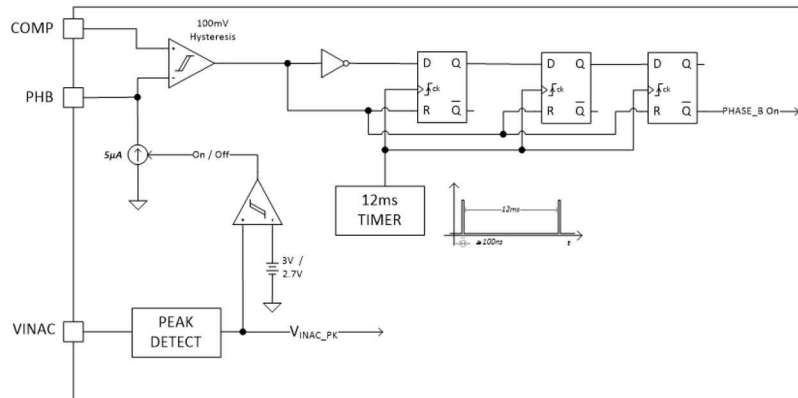 COMP
100mV
Hysteresis
+
-
D Q
ck
R Q̅
D Q
ck
R Q̅
D Q
ck
R Q̅
PHB
PHASE_B On
5µA
On / Off
12ms
TIMER
12ms
≅100ns
t
+
-
3V /
2.7V
VINAC
PEAK
DETECT
VINAC_PK